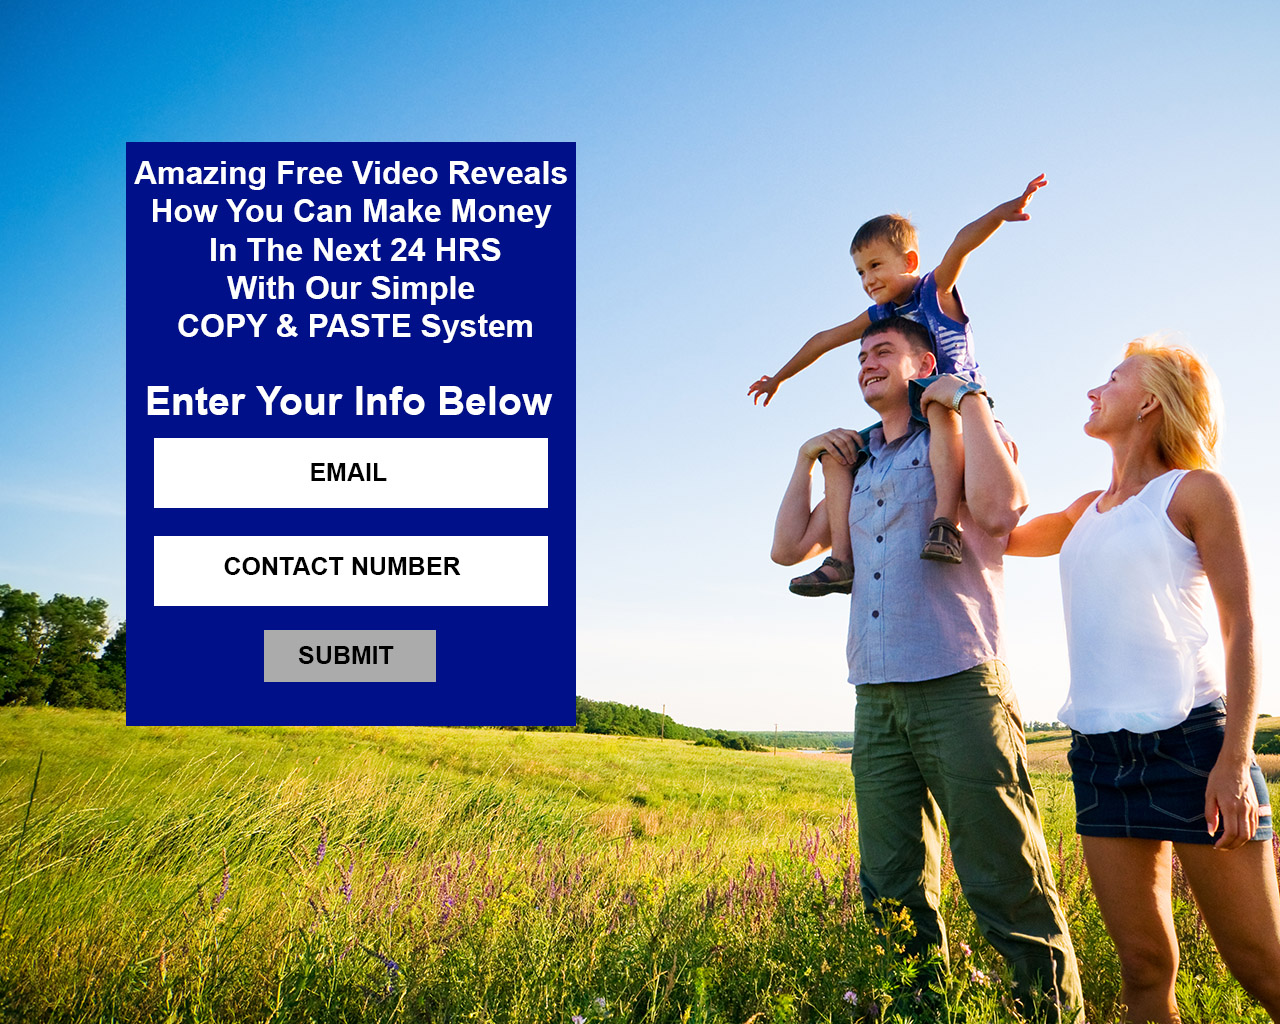 Amazing Free Video Reveals
How You Can Make Money
In The Next 24 HRS
With Our Simple
COPY & PASTE System
Enter Your Info Below
EMAIL
CONTACT NUMBER
SUBMIT